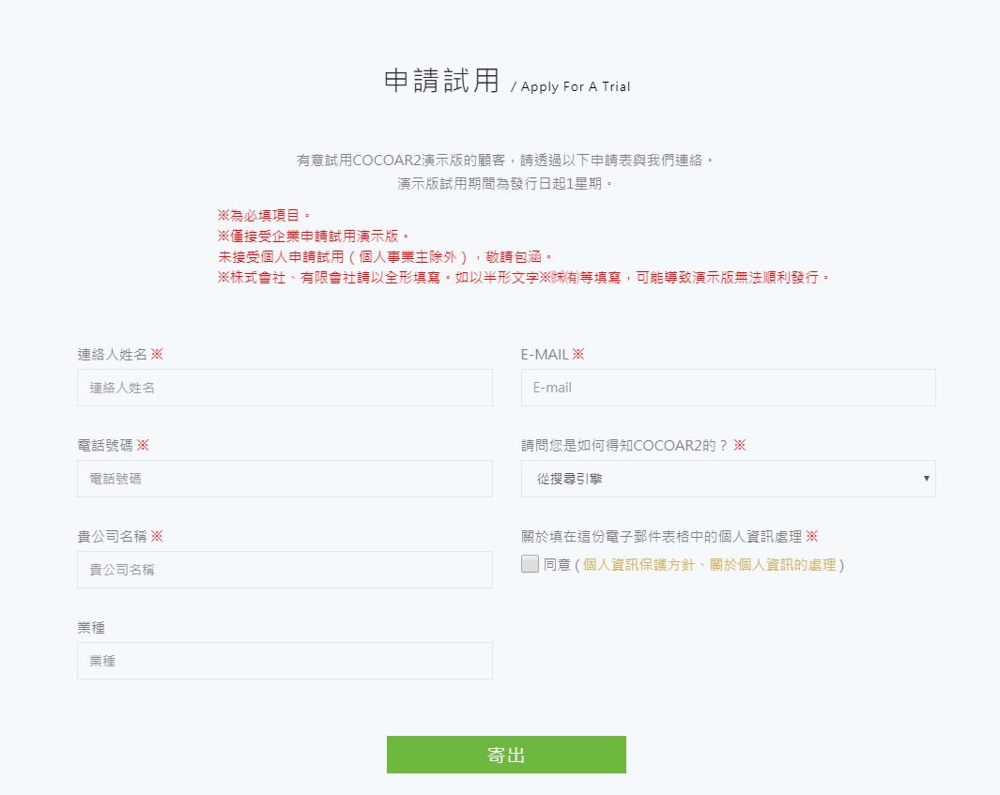 申請試用 / Apply For A Trial
有意試用COCOAR2演示版的顧客，請透過以下申請表與我們連絡。
演示版試用期間為發行日起1星期。
※為必填項目。
※僅接受企業申請試用演示版。
未接受個人申請試用（個人事業主除外），敬請包涵。
※株式會社、有限會社請以全形填寫。如以半形文字※㈱㈲等填寫，可能導致演示版無法順利發行。
連絡人姓名 ※
連絡人姓名
E-MAIL ※
E-mail
電話號碼 ※
電話號碼
請問您是如何得知COCOAR2的？ ※
從搜尋引擎
貴公司名稱 ※
貴公司名稱
關於填在這份電子郵件表格中的個人資訊處理 ※
同意 ( 個人資訊保護方針、關於個人資訊的處理 )
業種
業種
寄出